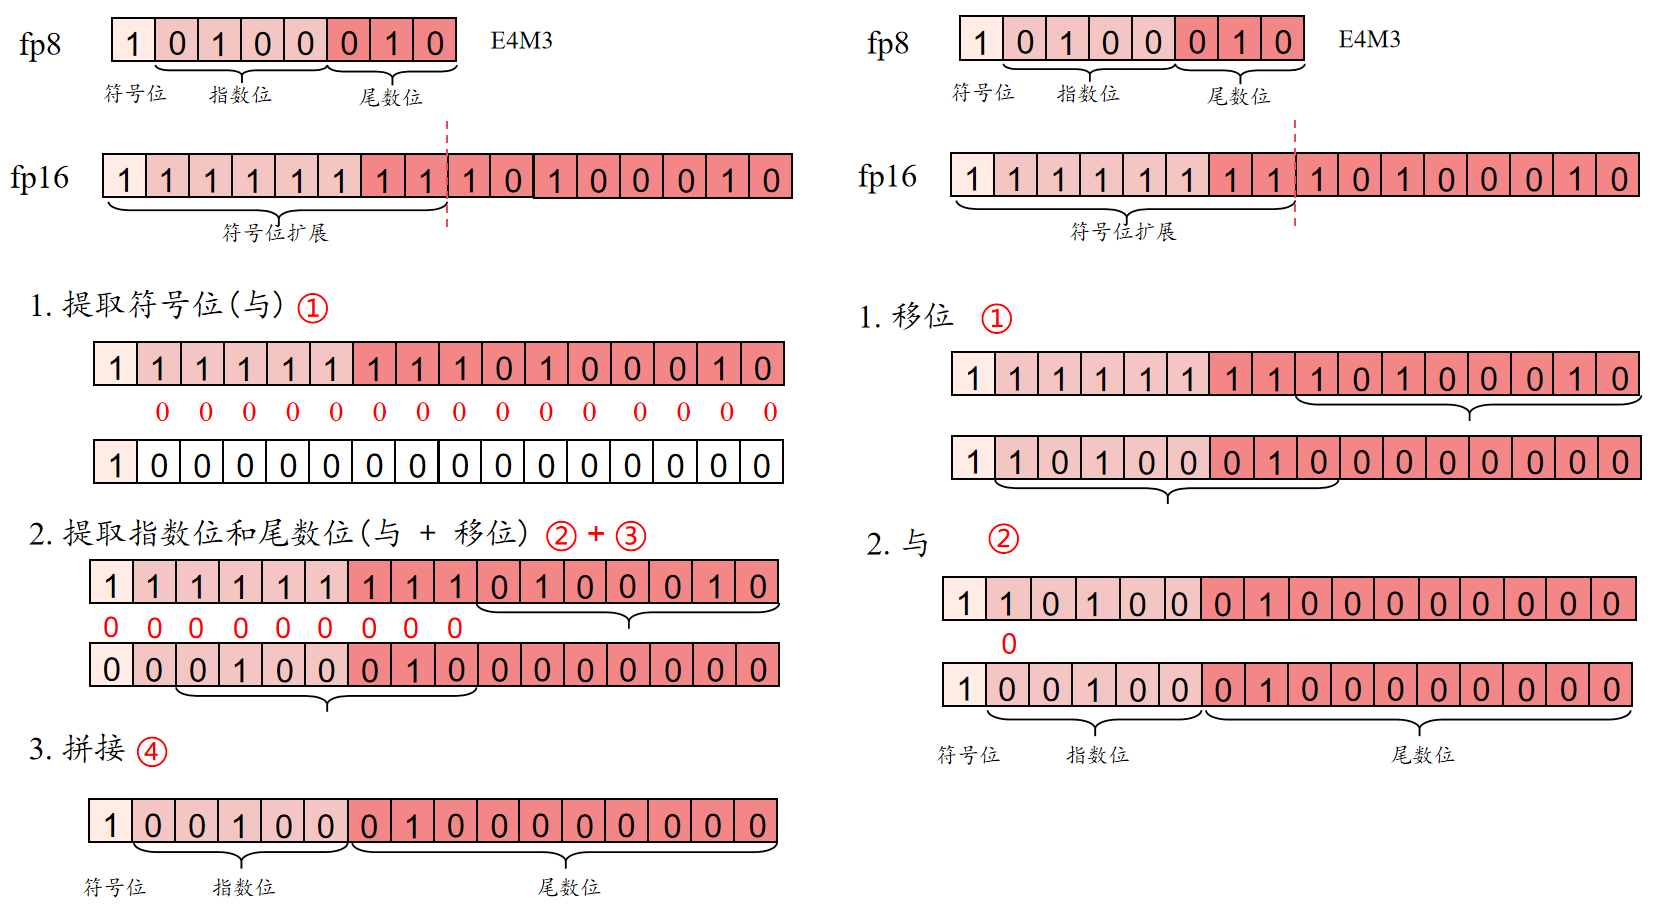 fp8 1 0 1 0 0 0 1 0 E4M3
符号位 指数位 尾数位
fp16 1 1 1 1 1 1 1 1 1 0 1 0 0 0 1 0
符号位扩展
1. 提取符号位(与) ①
1 1 1 1 1 1 1 1 1 0 1 0 0 0 1 0
0 0 0 0 0 0 0 0 0 0 0 0 0 0 0
1 0 0 0 0 0 0 0 0 0 0 0 0 0 0 0
2. 提取指数位和尾数位(与 + 移位) ② + ③
1 1 1 1 1 1 1 1 1 0 1 0 0 0 1 0
0 0 0 0 0 0 0 0 0
0 0 0 1 0 0 0 1 0 0 0 0 0 0 0 0
3. 拼接 ④
1 0 0 1 0 0 0 1 0 0 0 0 0 0 0 0
符号位 指数位 尾数位
fp8 1 0 1 0 0 0 1 0 E4M3
符号位 指数位 尾数位
fp16 1 1 1 1 1 1 1 1 1 0 1 0 0 0 1 0
符号位扩展
1. 移位 ①
1 1 1 1 1 1 1 1 1 0 1 0 0 0 1 0
1 1 0 1 0 0 0 1 0 0 0 0 0 0 0 0
2. 与 ②
1 1 0 1 0 0 0 1 0 0 0 0 0 0 0 0
0
1 0 0 1 0 0 0 1 0 0 0 0 0 0 0 0
符号位 指数位 尾数位